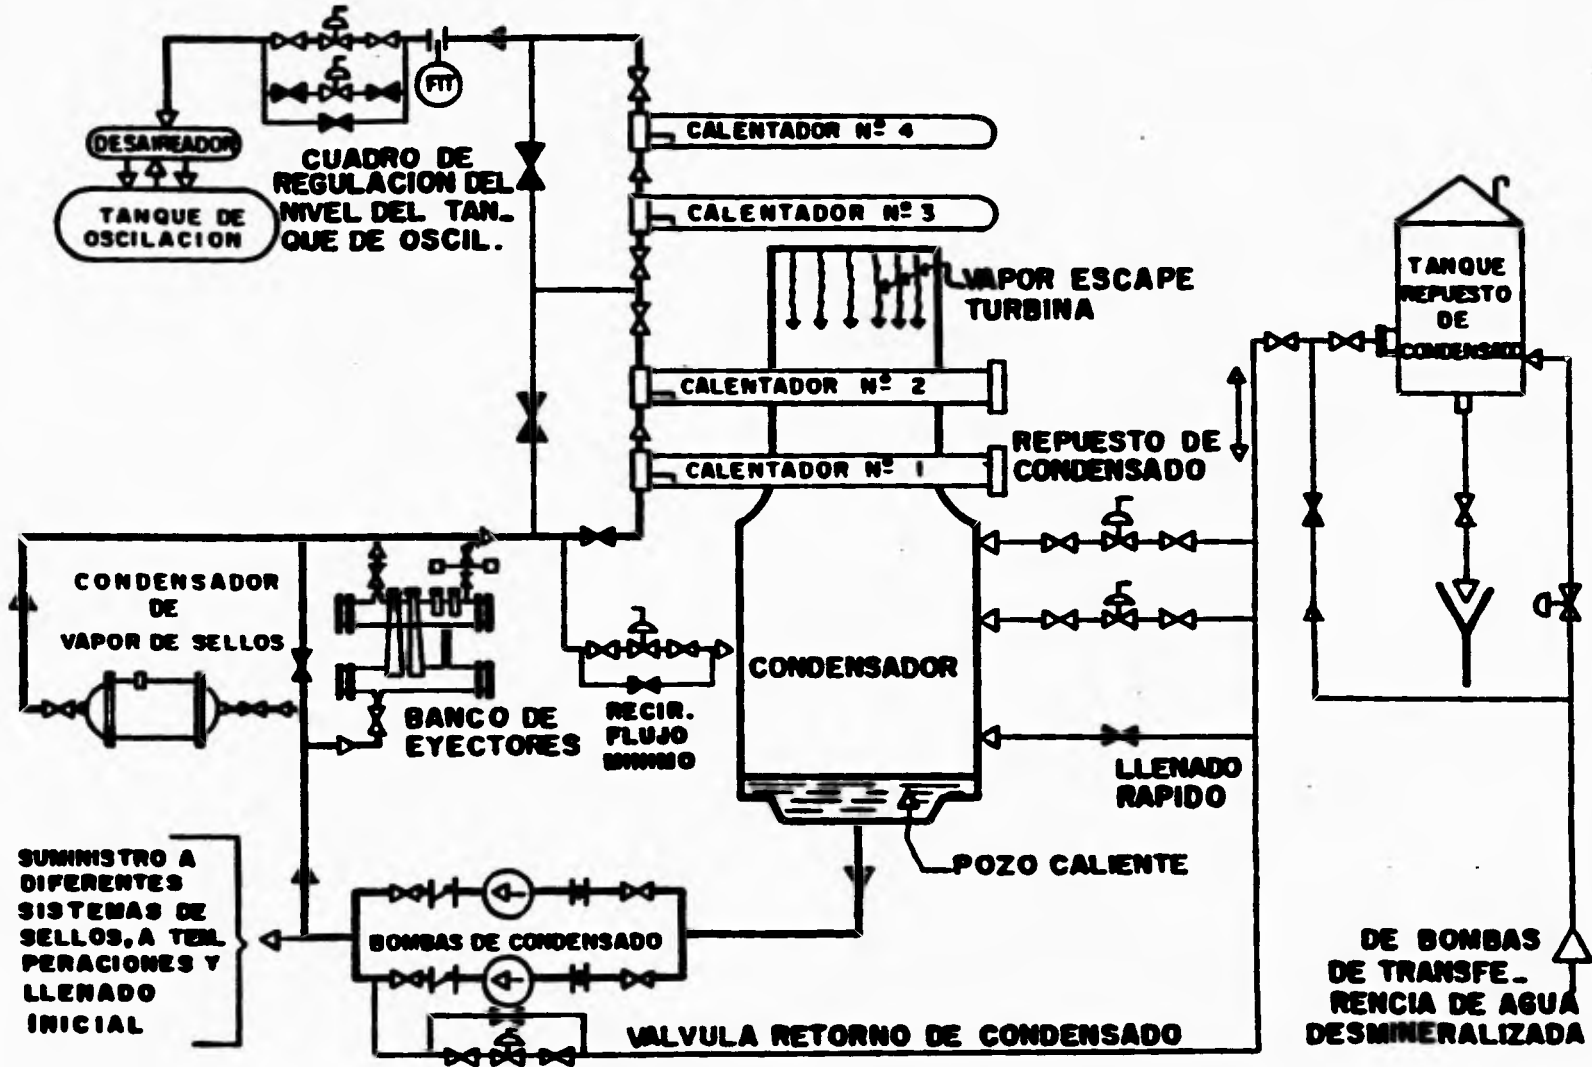 FIT
CALENTADOR Nº 4
DESAIREADOR
CUADRO DE
REGULACION DEL
NIVEL DEL TAN_
QUE DE OSCIL.
TANQUE DE
OSCILACION
CALENTADOR Nº 3
VAPOR ESCAPE
TURBINA
TANQUE
REPUESTO
DE
CONDENSADO
CALENTADOR Nº 2
REPUESTO DE
CONDENSADO
CALENTADOR Nº 1
CONDENSADOR
DE
VAPOR DE SELLOS
CONDENSADOR
BANCO DE
EYECTORES
RECIR.
FLUJO
MINIMO
LLENADO
RAPIDO
POZO CALIENTE
SUMINISTRO A
DIFERENTES
SISTEMAS DE
SELLOS, A TEM_
PERACIONES Y
LLENADO
INICIAL
BOMBAS DE CONDENSADO
VALVULA RETORNO DE CONDENSADO
DE BOMBAS
DE TRANSFE_
RENCIA DE AGUA
DESMINERALIZADA